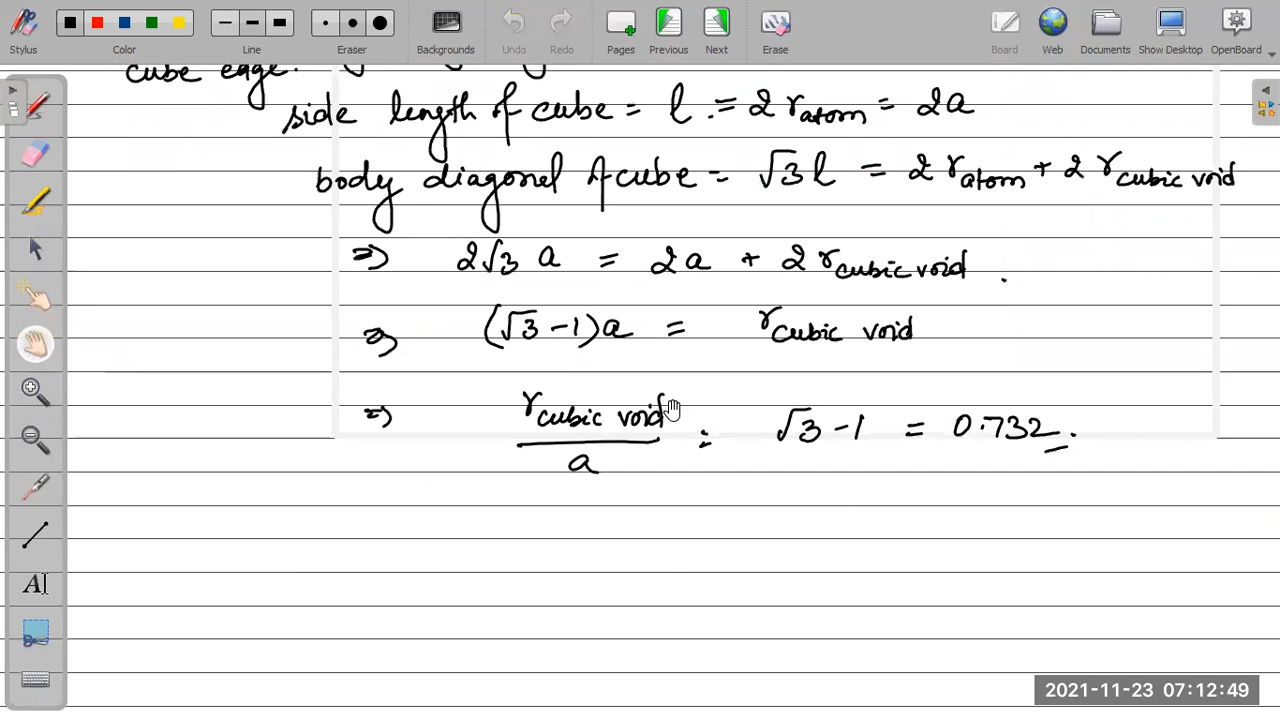 Stylus Color Line Eraser Backgrounds Undo Redo Pages Previous Next Erase Board Web Documents Show Desktop OpenBoard
cube edge.
side length of cube = l. = 2 r_atom = 2a
body diagonal of cube = √3 l = 2 r_atom + 2 r_cubic void
⇒ 2√3 a = 2a + 2 r_cubic void.
⇒ (√3 - 1)a = r_cubic void
⇒ r_cubic void / a = √3 - 1 = 0.732.
2021-11-23 07:12:49